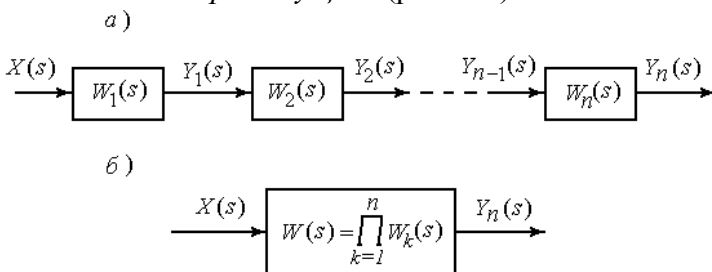 а)
X(s) W₁(s) Y₁(s) W₂(s) Y₂(s) Yₙ₋₁(s) Wₙ(s) Yₙ(s)
б)
X(s) W(s)=∏ₖ₌₁ⁿ Wₖ(s) Yₙ(s)